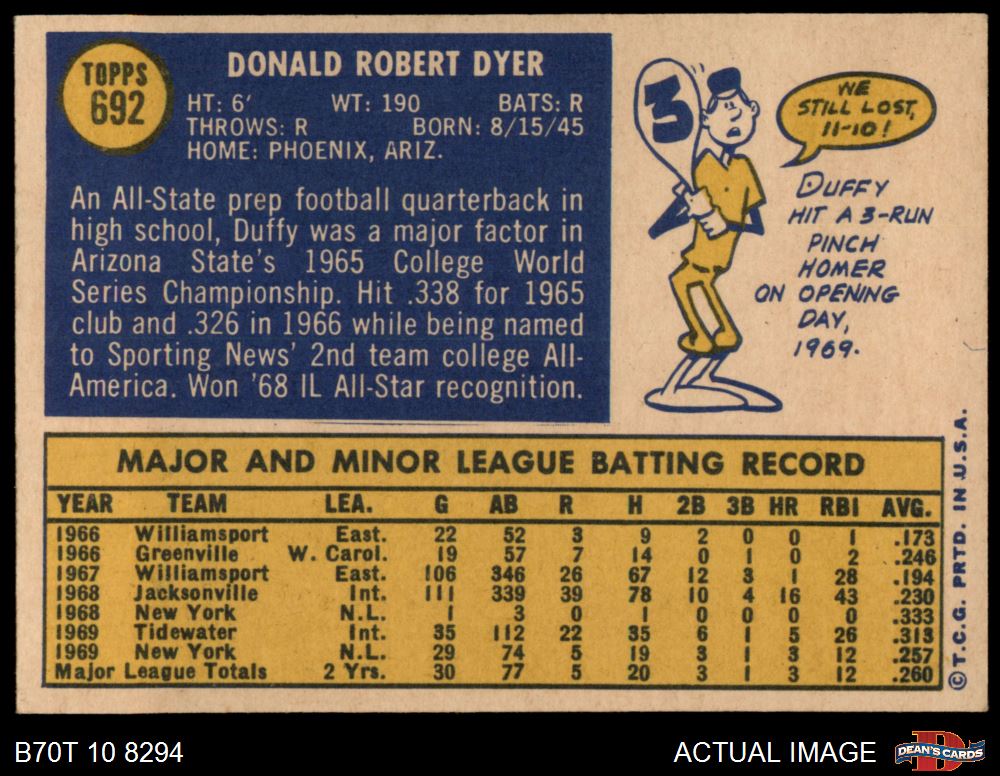 TOPPS
692
DONALD ROBERT DYER
HT: 6' WT: 190 BATS: R
THROWS: R BORN: 8/15/45
HOME: PHOENIX, ARIZ.
An All-State prep football quarterback in
high school, Duffy was a major factor in
Arizona State's 1965 College World
Series Championship. Hit .338 for 1965
club and .326 in 1966 while being named
to Sporting News' 2nd team college All-
America. Won '68 IL All-Star recognition.
3
WE
STILL LOST,
11-10!
DUFFY
HIT A 3-RUN
PINCH
HOMER
ON OPENING
DAY,
1969.
MAJOR AND MINOR LEAGUE BATTING RECORD
YEAR TEAM LEA. G AB R H 2B 3B HR RBI AVG.
1966 Williamsport East. 22 52 3 9 2 0 0 1 .173
1966 Greenville W. Carol. 19 57 7 14 0 1 0 2 .246
1967 Williamsport East. 106 346 26 67 12 3 1 28 .194
1968 Jacksonville Int. 111 339 39 78 10 4 16 43 .230
1968 New York N.L. 1 3 0 1 0 0 0 0 .333
1969 Tidewater Int. 35 112 22 35 6 1 5 26 .313
1969 New York N.L. 29 74 5 19 3 1 3 12 .257
Major League Totals 2 Yrs. 30 77 5 20 3 1 3 12 .260
©T.C.G. PRTD. IN U.S.A.
B70T 10 8294
ACTUAL IMAGE
D
DEAN'S CARDS